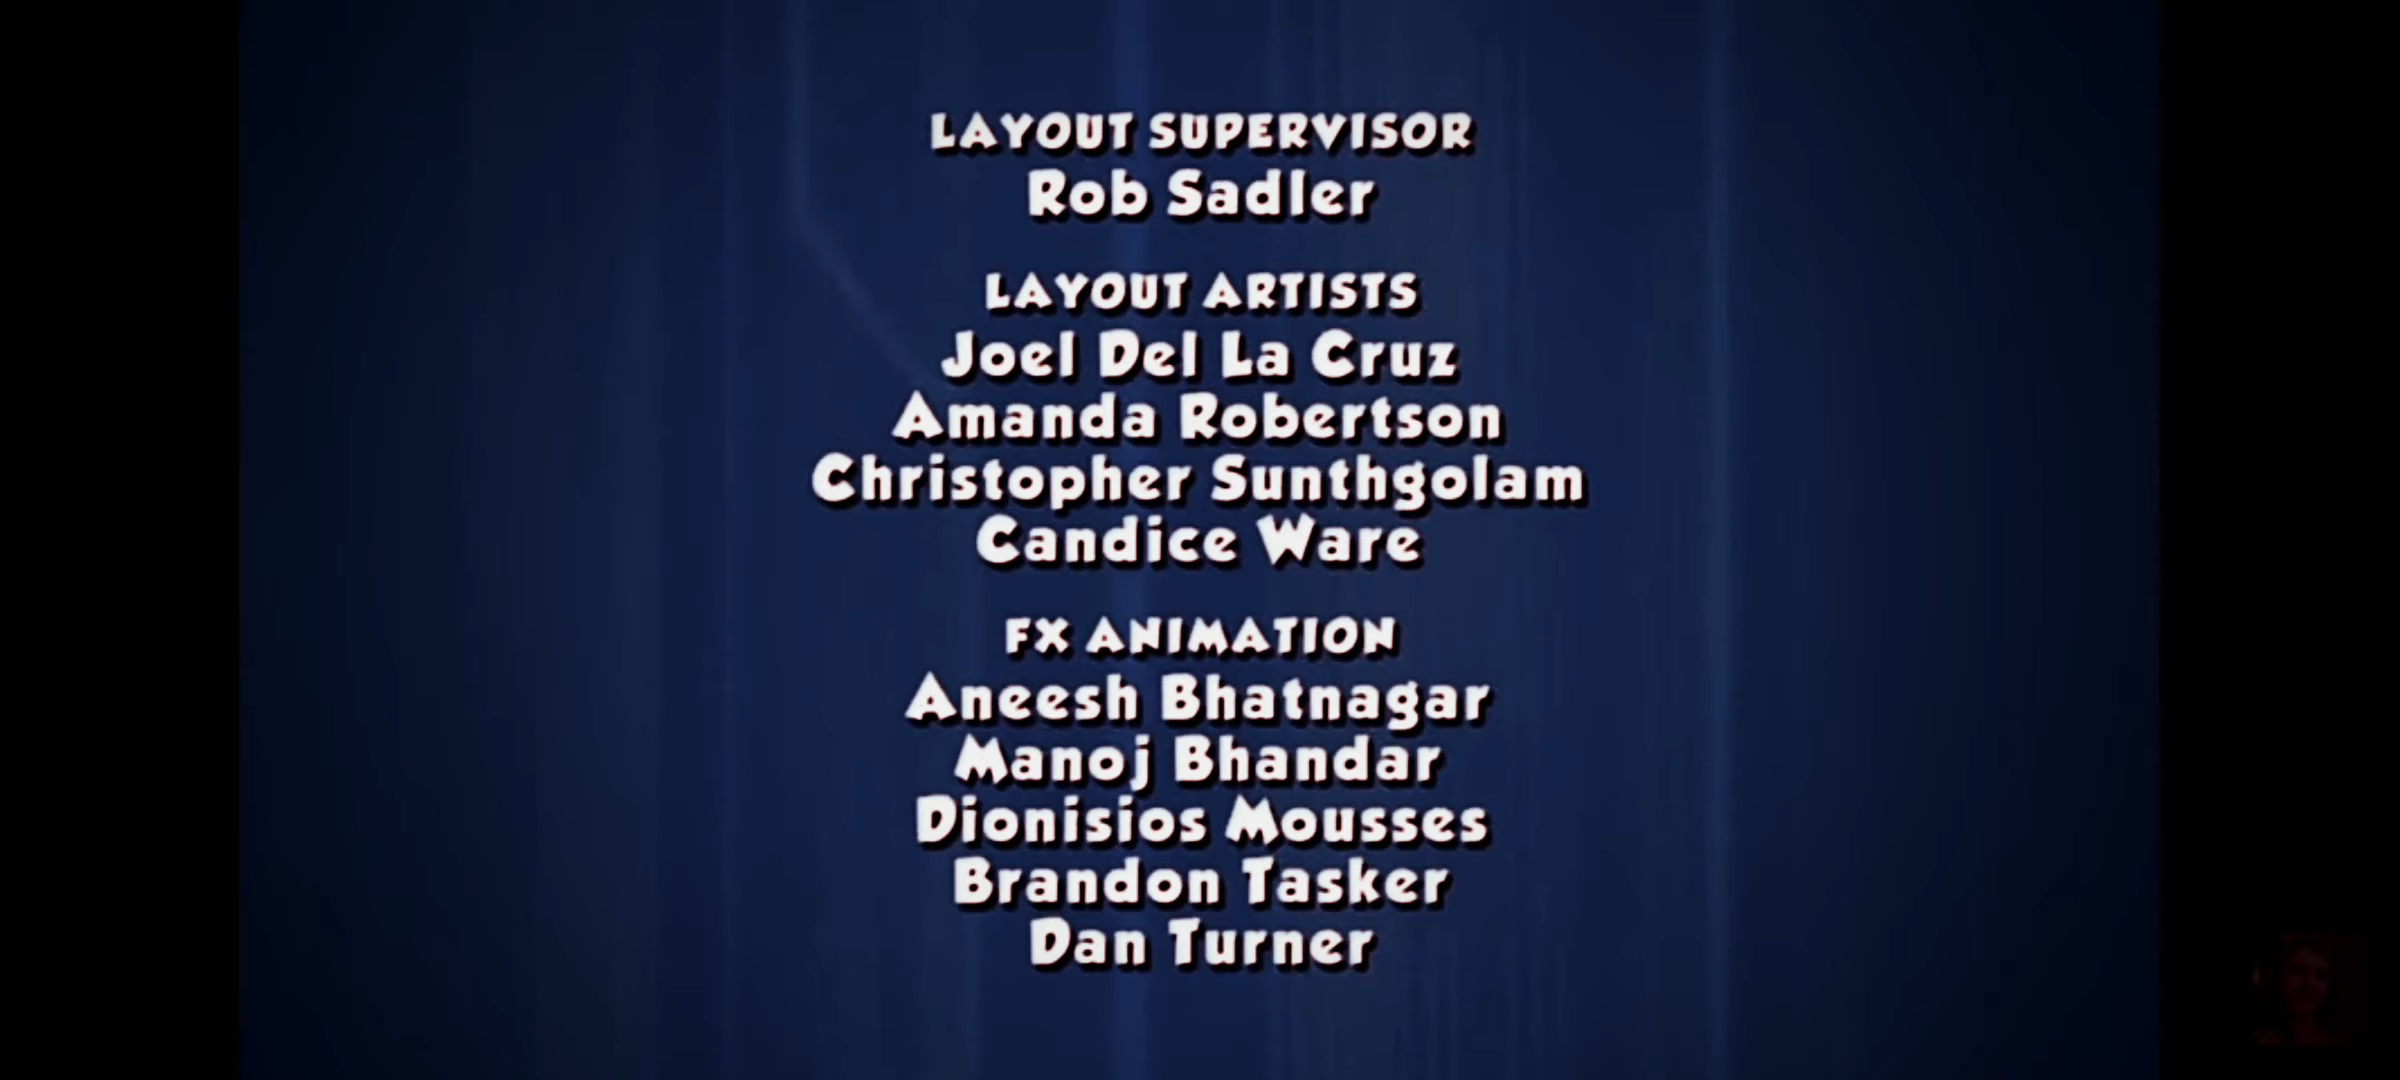 LAYOUT SUPERVISOR
Rob Sadler
LAYOUT ARTISTS
Joel Del La Cruz
Amanda Robertson
Christopher Sunthgolam
Candice Ware
FX ANIMATION
Aneesh Bhatnagar
Manoj Bhandar
Dionisios Mousses
Brandon Tasker
Dan Turner